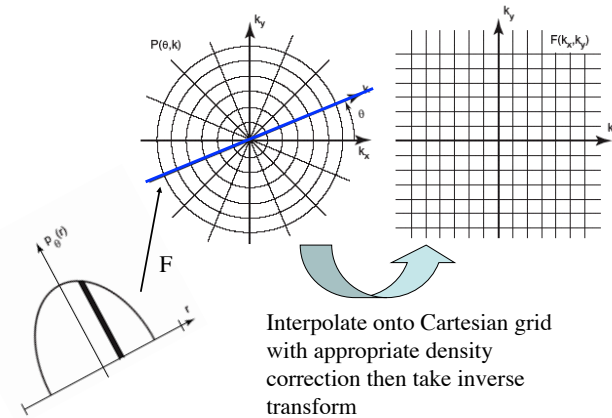 k_y
P(θ,k)
k
θ
k_x
k_y
F(k_x,k_y)
k
p_θ(r)
r
F
Interpolate onto Cartesian grid
with appropriate density
correction then take inverse
transform